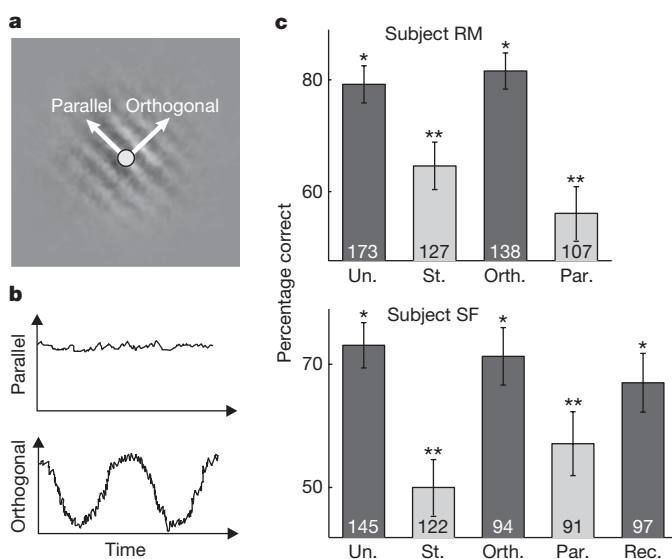 a
Parallel Orthogonal
b
Parallel
Orthogonal
Time
c
Percentage correct
Subject RM
80
60
* ** * **
173 127 138 107
Un. St. Orth. Par.
Subject SF
70
50
* ** * ** *
145 122 94 91 97
Un. St. Orth. Par. Rec.